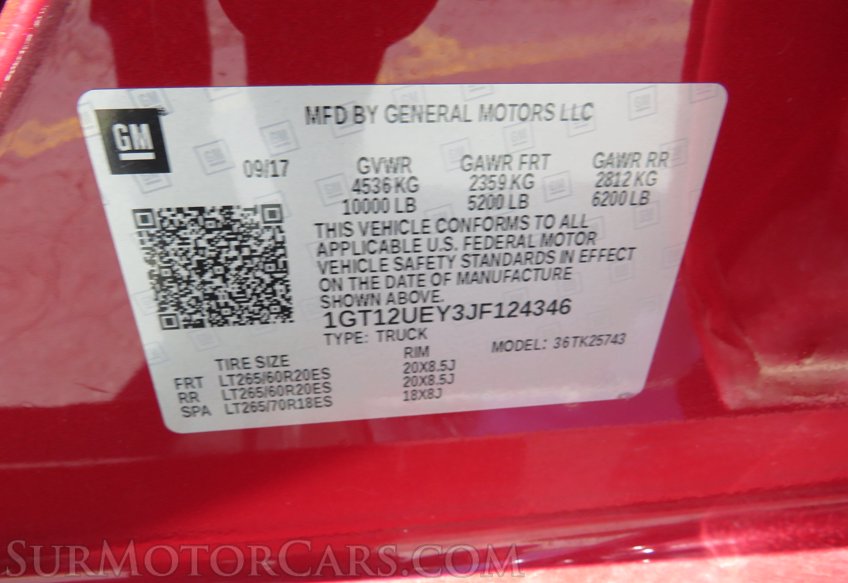 GM
MFD BY GENERAL MOTORS LLC
09/17 GVWR GAWR FRT GAWR RR
4536 KG 2359 KG 2812 KG
10000 LB 5200 LB 6200 LB
THIS VEHICLE CONFORMS TO ALL
APPLICABLE U.S. FEDERAL MOTOR
VEHICLE SAFETY STANDARDS IN EFFECT
ON THE DATE OF MANUFACTURE
SHOWN ABOVE.
1GT12UEY3JF124346
TYPE: TRUCK MODEL: 36TK25743
TIRE SIZE RIM
FRT LT265/60R20ES 20X8.5J
RR LT265/60R20ES 20X8.5J
SPA LT265/70R18ES 18X8J
SURMOTORCARS.COM